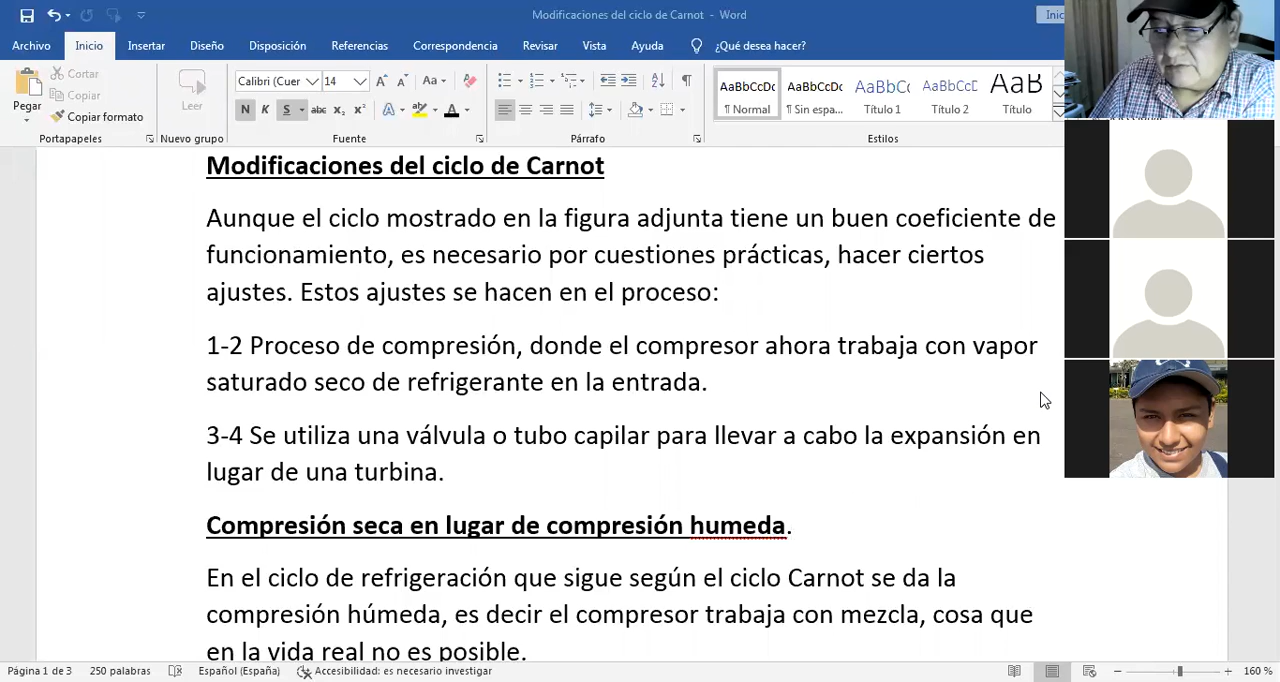 Modificaciones del ciclo de Carnot - Word
Inic
Archivo Inicio Insertar Diseño Disposición Referencias Correspondencia Revisar Vista Ayuda ¿Qué desea hacer?
Pegar
Cortar
Copiar
Copiar formato
Portapapeles
Leer
Nuevo grupo
Calibri (Cuer 14 A A Aa
N K S abc x₂ x² A A
Fuente
Párrafo
AaBbCcDc AaBbCcDc AaBbCc AaBbCcD AaB
¶ Normal ¶ Sin espa... Título 1 Título 2 Título
Estilos
Modificaciones del ciclo de Carnot
Aunque el ciclo mostrado en la figura adjunta tiene un buen coeficiente de
funcionamiento, es necesario por cuestiones prácticas, hacer ciertos
ajustes. Estos ajustes se hacen en el proceso:
1-2 Proceso de compresión, donde el compresor ahora trabaja con vapor
saturado seco de refrigerante en la entrada.
3-4 Se utiliza una válvula o tubo capilar para llevar a cabo la expansión en
lugar de una turbina.
Compresión seca en lugar de compresión humeda.
En el ciclo de refrigeración que sigue según el ciclo Carnot se da la
compresión húmeda, es decir el compresor trabaja con mezcla, cosa que
en la vida real no es posible.
Página 1 de 3 250 palabras Español (España) Accesibilidad: es necesario investigar 160 %